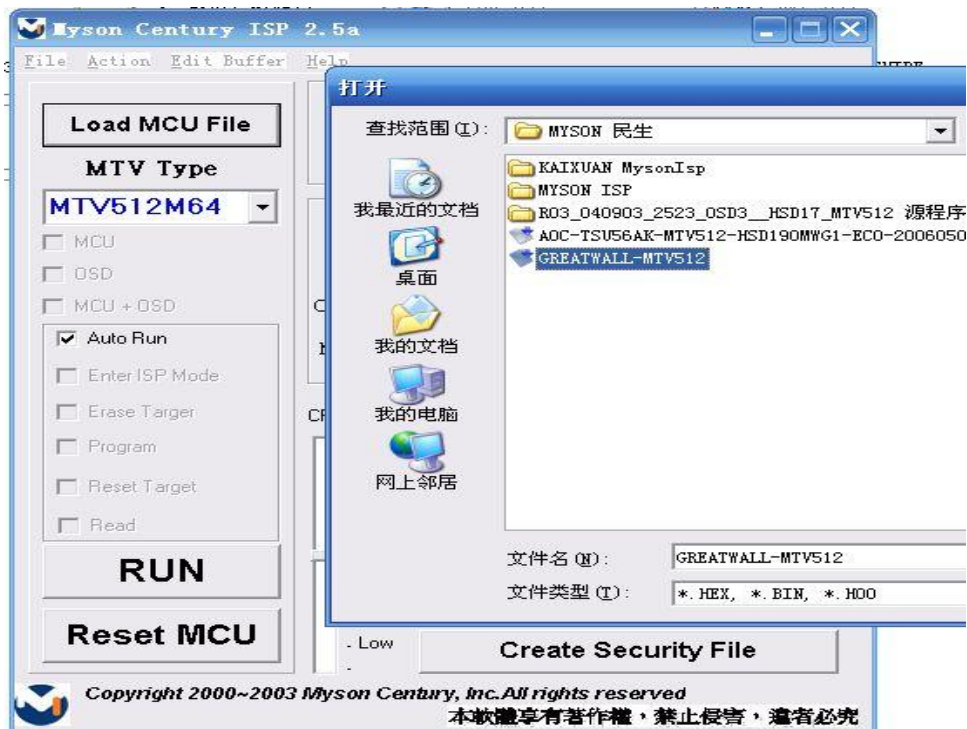 Myson Century ISP 2.5a
File Action Edit Buffer Help
Load MCU File
MTV Type
MTV512M64
MCU
OSD
MCU + OSD
Auto Run
Enter ISP Mode
Erase Targer
Program
Reset Target
Read
RUN
Reset MCU
打开
查找范围(I):
MYSON 民生
我最近的文档
桌面
我的文档
我的电脑
网上邻居
KAIXUAN MysonIsp
MYSON ISP
R03_040903_2523_OSD3__HSD17_MTV512 源程序
AOC-TSU56AK-MTV512-HSD190MWG1-ECO-2006050
GREATWALL-MTV512
文件名(N):
GREATWALL-MTV512
文件类型(T):
*.HEX, *.BIN, *.H00
. Low
Create Security File
Copyright 2000~2003 Myson Century, Inc.All rights reserved
本軟體享有著作權，禁止侵害，違者必究